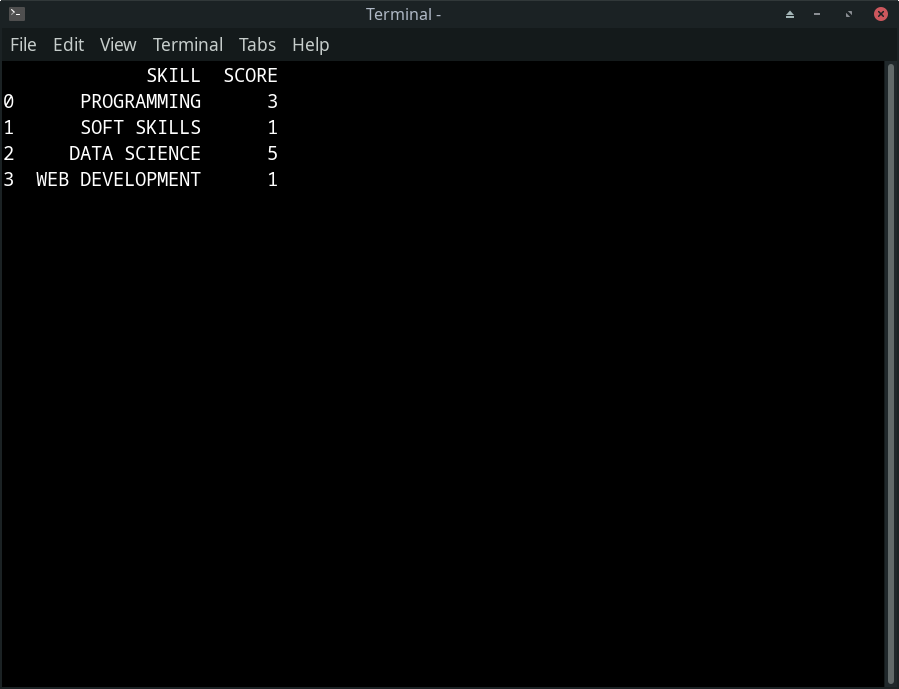 Terminal -
File Edit View Terminal Tabs Help
SKILL SCORE
0 PROGRAMMING 3
1 SOFT SKILLS 1
2 DATA SCIENCE 5
3 WEB DEVELOPMENT 1